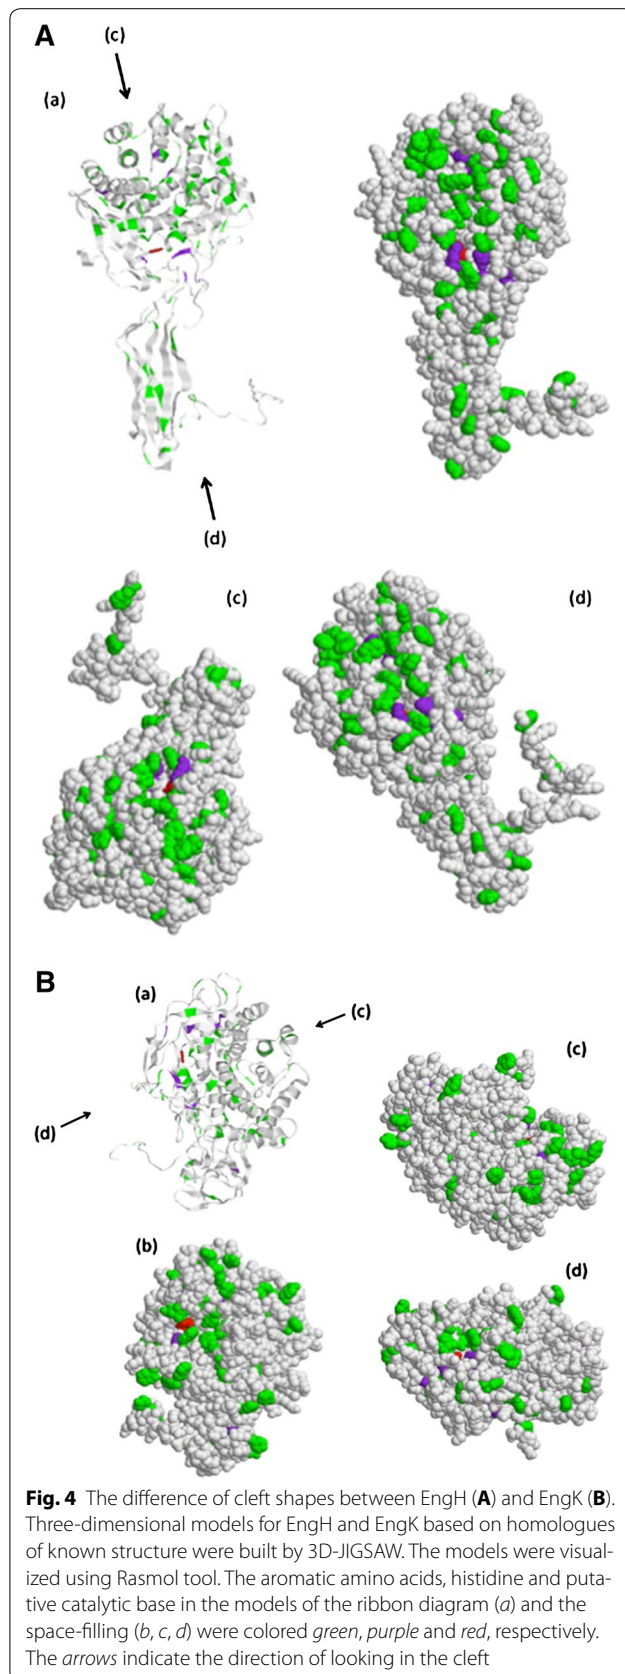 A
(c)
(a)
(d)
(c)
(d)
B
(a)
(c)
(c)
(d)
(b)
(d)
Fig. 4 The difference of cleft shapes between EngH (A) and EngK (B).
Three-dimensional models for EngH and EngK based on homologues
of known structure were built by 3D-JIGSAW. The models were visual-
ized using Rasmol tool. The aromatic amino acids, histidine and puta-
tive catalytic base in the models of the ribbon diagram (a) and the
space-filling (b, c, d) were colored green, purple and red, respectively.
The arrows indicate the direction of looking in the cleft